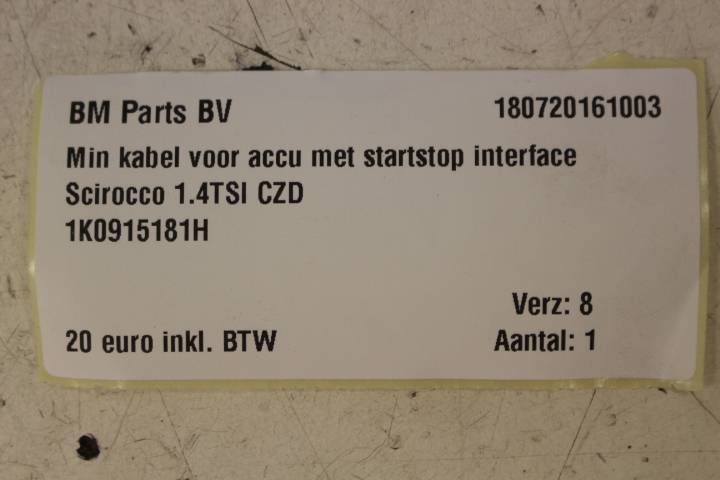 BM Parts BV 180720161003
Min kabel voor accu met startstop interface
Scirocco 1.4TSI CZD
1K0915181H
Verz: 8
20 euro inkl. BTW Aantal: 1